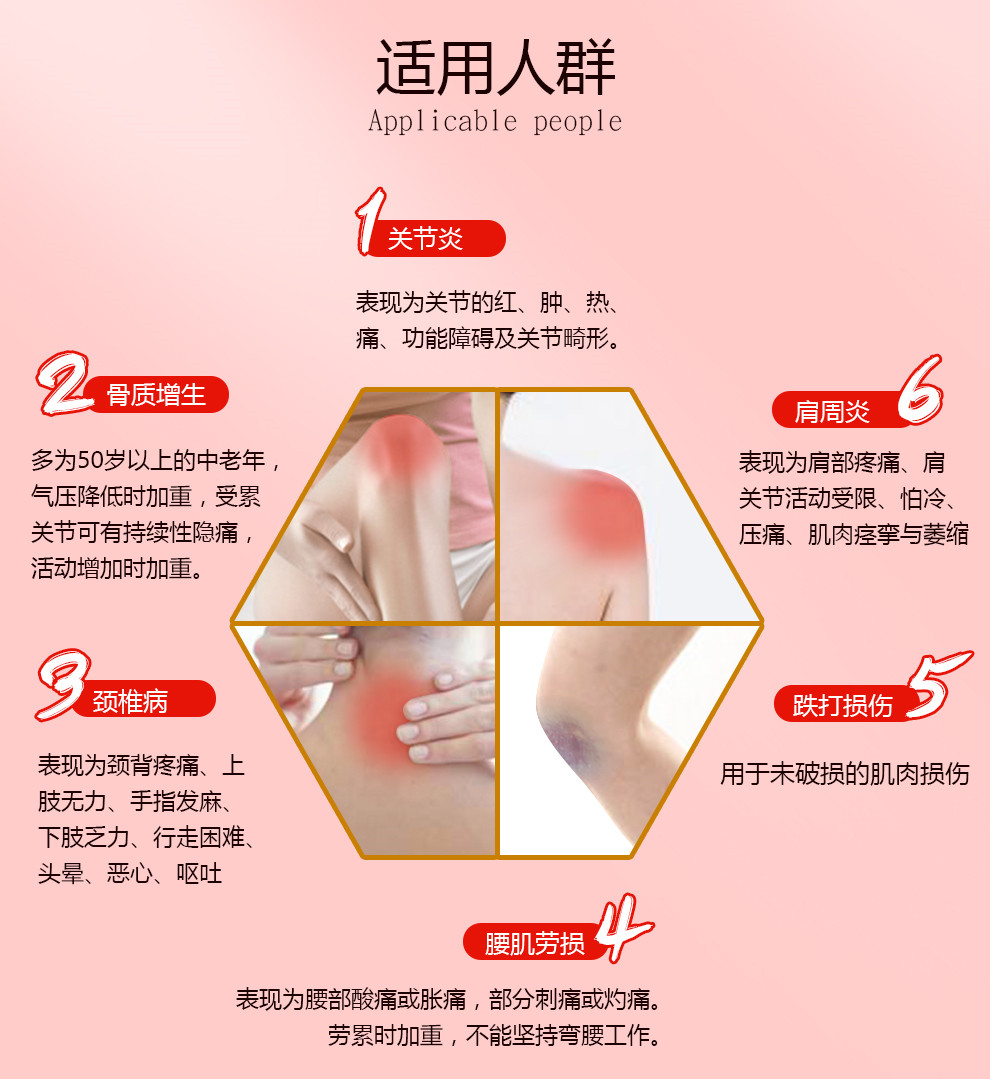 适用人群
Applicable people
1
关节炎
表现为关节的红、肿、热、
痛、功能障碍及关节畸形。
2
骨质增生
多为50岁以上的中老年，
气压降低时加重，受累
关节可有持续性隐痛，
活动增加时加重。
3
颈椎病
表现为颈背疼痛、上
肢无力、手指发麻、
下肢乏力、行走困难、
头晕、恶心、呕吐
4
腰肌劳损
表现为腰部酸痛或胀痛，部分刺痛或灼痛。
劳累时加重，不能坚持弯腰工作。
5
跌打损伤
用于未破损的肌肉损伤
6
肩周炎
表现为肩部疼痛、肩
关节活动受限、怕冷、
压痛、肌肉痉挛与萎缩